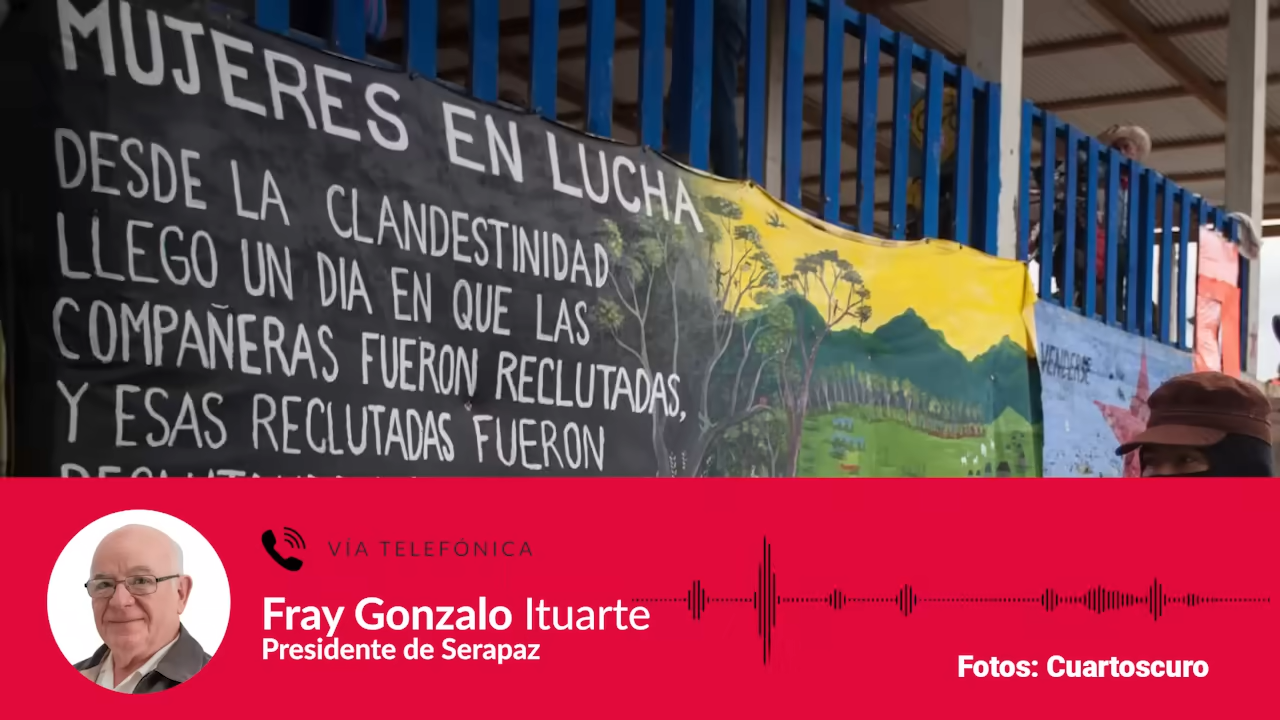 MUJERES EN LUCHA
DESDE LA CLANDESTINIDAD
LLEGO UN DIA EN QUE LAS
COMPAÑERAS FUERON RECLUTADAS,
Y ESAS RECLUTADAS FUERON
VENDERSE
VÍA TELEFÓNICA
Fray Gonzalo Ituarte
Presidente de Serapaz
Fotos: Cuartoscuro